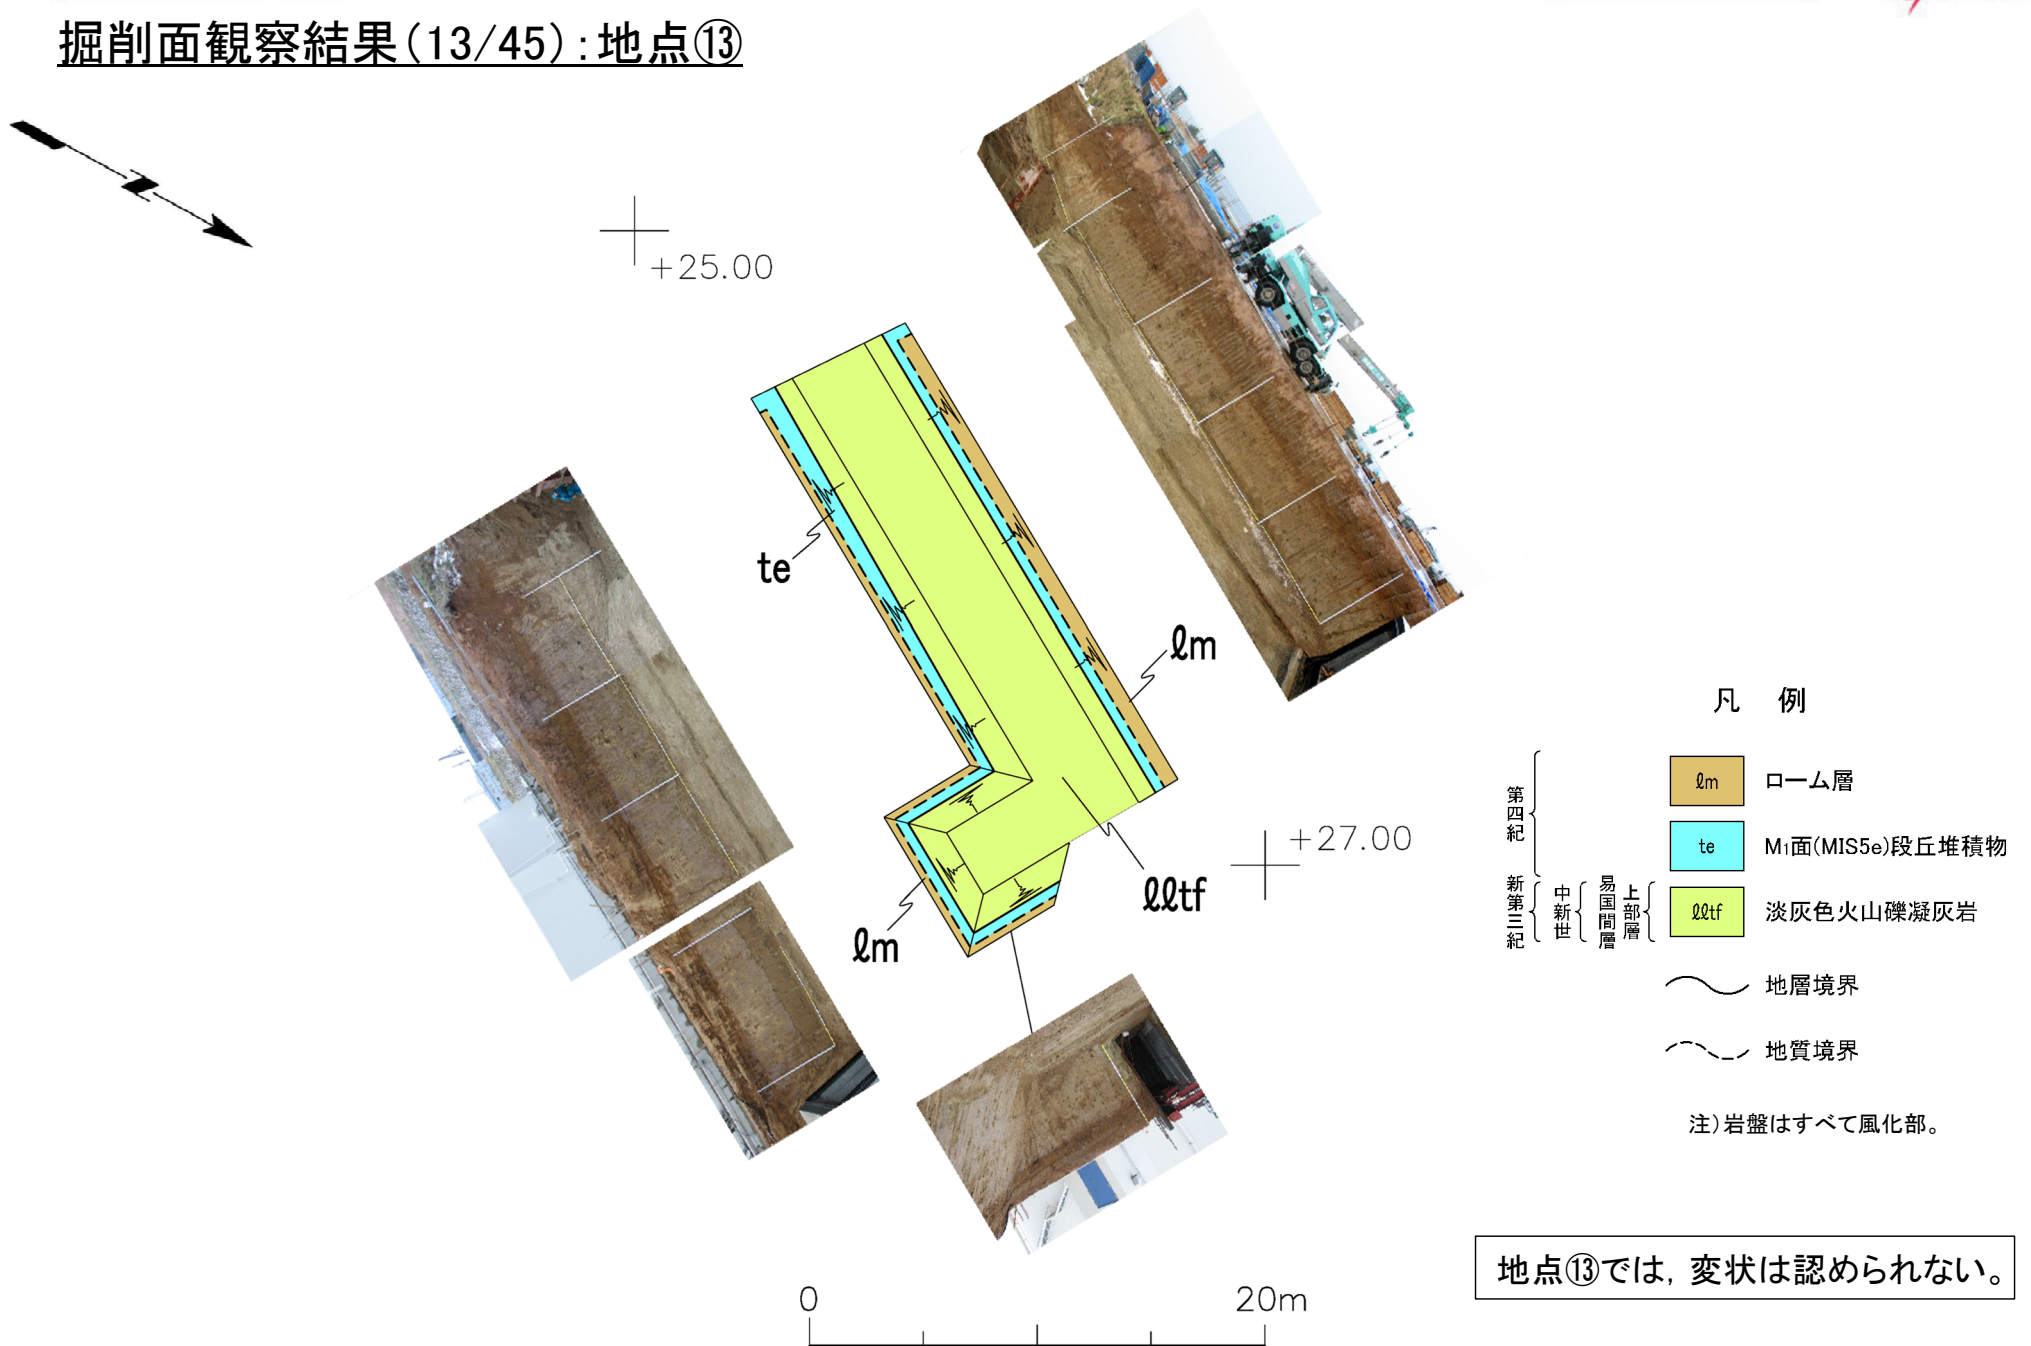 掘削面観察結果(13/45):地点⑬
N
+25.00
te
ℓm
ℓℓtf
ℓm
+27.00
凡 例
第四紀
ℓm ローム層
te M₁面(MIS5e)段丘堆積物
新第三紀 中新世 易国間層 上部層 ℓℓtf 淡灰色火山礫凝灰岩
地層境界
地質境界
注)岩盤はすべて風化部。
地点⑬では,変状は認められない。
0 20m